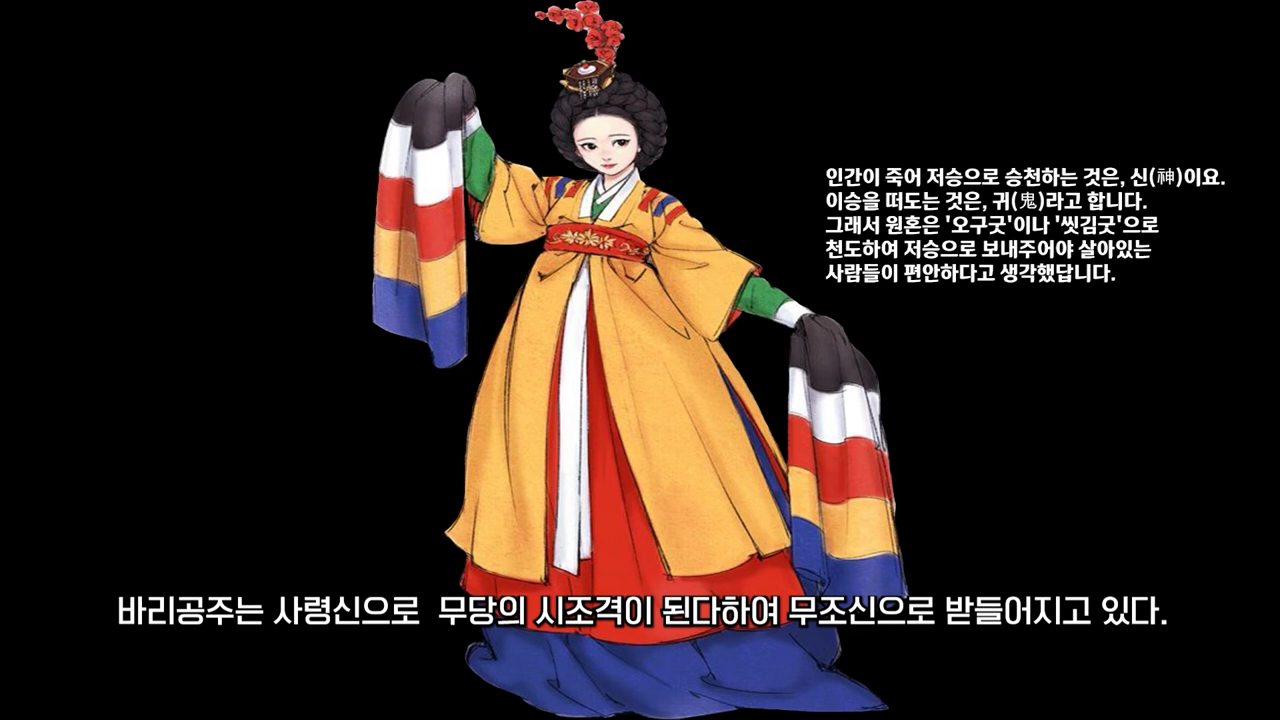 인간이 죽어 저승으로 승천하는 것은, 신(神)이요.
이승을 떠도는 것은, 귀(鬼)라고 합니다.
그래서 원혼은 '오구굿'이나 '씻김굿'으로
천도하여 저승으로 보내주어야 살아있는
사람들이 편안하다고 생각했답니다.
바리공주는 사령신으로 무당의 시조격이 된다하여 무조신으로 받들어지고 있다.